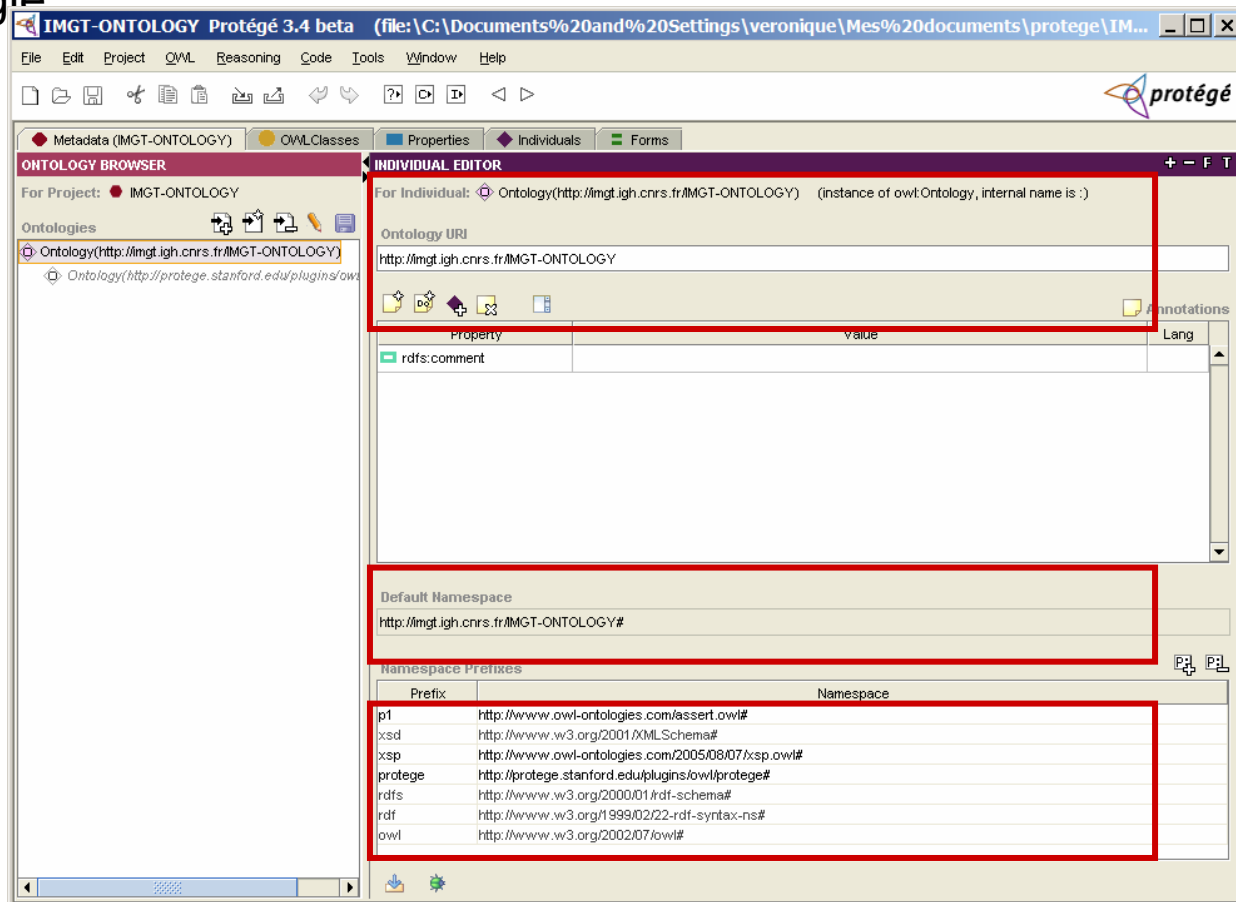 IMGT-ONTOLOGY Protégé 3.4 beta (file:\C:\Documents%20and%20Settings\veronique\Mes%20documents\protege\IM...
File Edit Project OWL Reasoning Code Tools Window Help
protégé
Metadata (IMGT-ONTOLOGY) OWLClasses Properties Individuals Forms
ONTOLOGY BROWSER
INDIVIDUAL EDITOR + − F T
For Project: IMGT-ONTOLOGY
For Individual: Ontology(http://imgt.igh.cnrs.fr/IMGT-ONTOLOGY) (instance of owl:Ontology, internal name is :)
Ontologies
Ontology(http://imgt.igh.cnrs.fr/IMGT-ONTOLOGY)
Ontology(http://protege.stanford.edu/plugins/owl
Ontology URI
http://imgt.igh.cnrs.fr/IMGT-ONTOLOGY
Annotations
Property Value Lang
rdfs:comment
Default Namespace
http://imgt.igh.cnrs.fr/IMGT-ONTOLOGY#
Namespace Prefixes
Prefix Namespace
p1 http://www.owl-ontologies.com/assert.owl#
xsd http://www.w3.org/2001/XMLSchema#
xsp http://www.owl-ontologies.com/2005/08/07/xsp.owl#
protege http://protege.stanford.edu/plugins/owl/protege#
rdfs http://www.w3.org/2000/01/rdf-schema#
rdf http://www.w3.org/1999/02/22-rdf-syntax-ns#
owl http://www.w3.org/2002/07/owl#